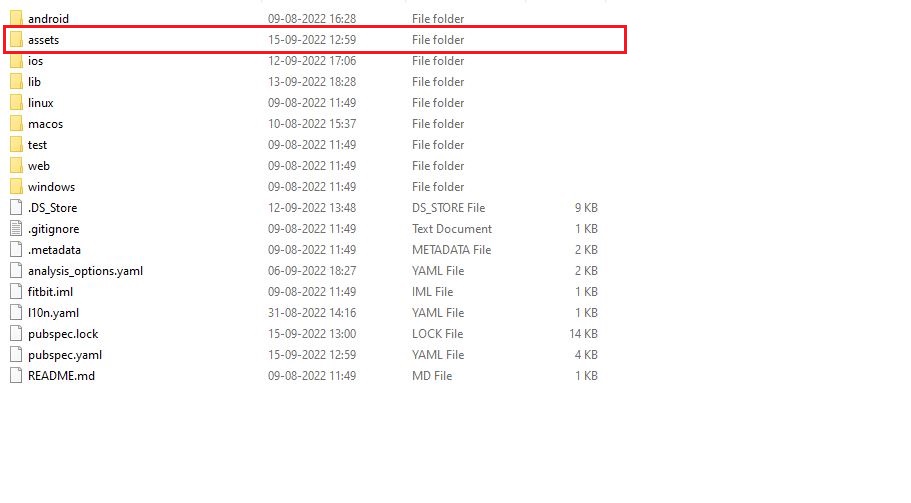 android 09-08-2022 16:28 File folder
assets 15-09-2022 12:59 File folder
ios 12-09-2022 17:06 File folder
lib 13-09-2022 18:28 File folder
linux 09-08-2022 11:49 File folder
macos 10-08-2022 15:37 File folder
test 09-08-2022 11:49 File folder
web 09-08-2022 11:49 File folder
windows 09-08-2022 11:49 File folder
.DS_Store 12-09-2022 13:48 DS_STORE File 9 KB
.gitignore 09-08-2022 11:49 Text Document 1 KB
.metadata 09-08-2022 11:49 METADATA File 2 KB
analysis_options.yaml 06-09-2022 18:27 YAML File 2 KB
fitbit.iml 09-08-2022 11:49 IML File 1 KB
l10n.yaml 31-08-2022 14:16 YAML File 1 KB
pubspec.lock 15-09-2022 13:00 LOCK File 14 KB
pubspec.yaml 15-09-2022 12:59 YAML File 4 KB
README.md 09-08-2022 11:49 MD File 1 KB